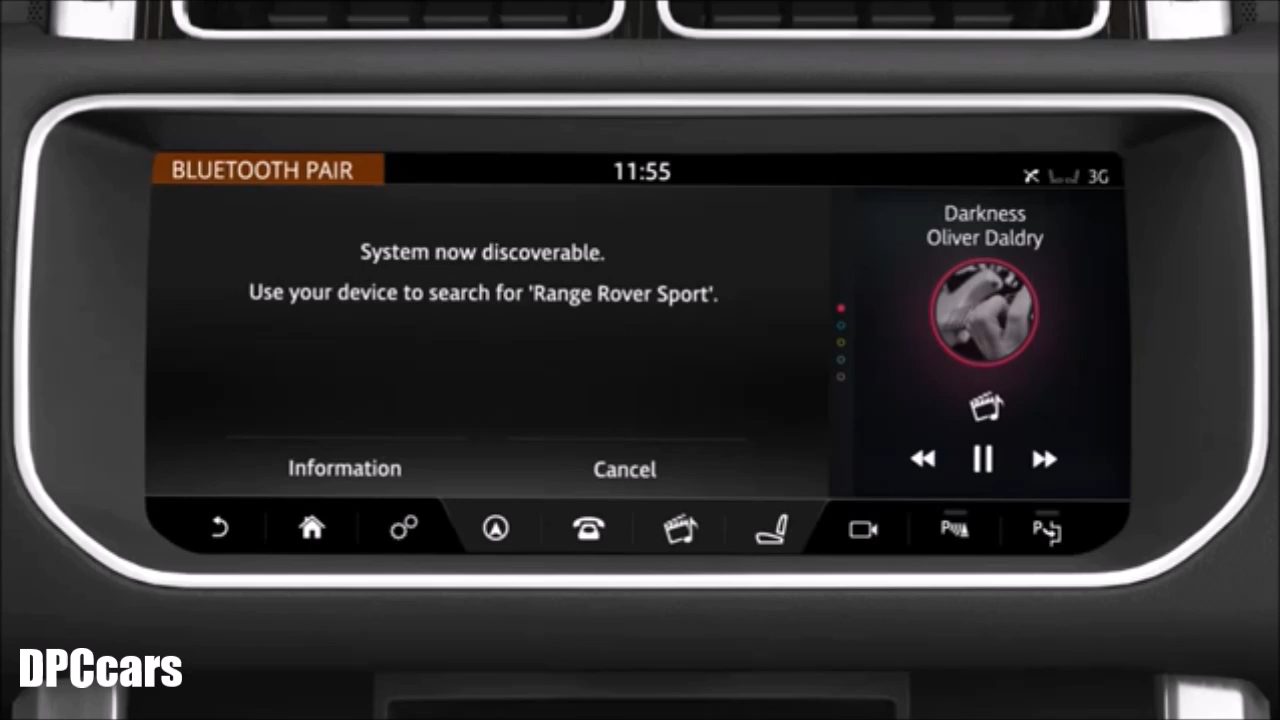 BLUETOOTH PAIR
11:55
3G
Darkness
Oliver Daldry
System now discoverable.
Use your device to search for 'Range Rover Sport'.
Information
Cancel
P
P
DPCcars